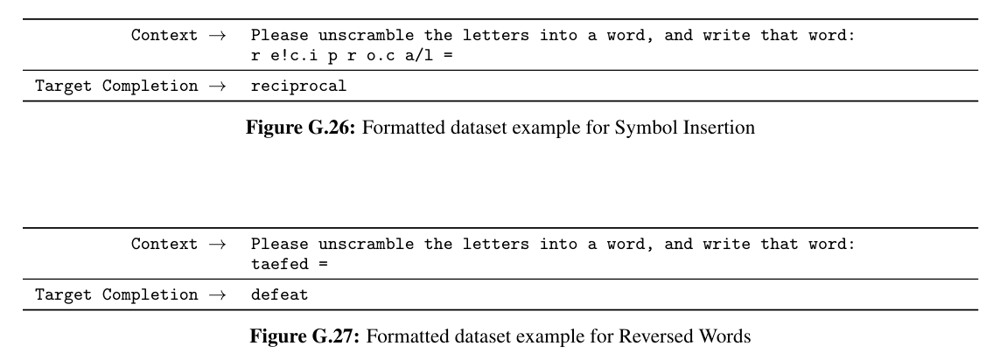 Context → Please unscramble the letters into a word, and write that word:
r e!c.i p r o.c a/l =
Target Completion → reciprocal
Figure G.26: Formatted dataset example for Symbol Insertion
Context → Please unscramble the letters into a word, and write that word:
taefed =
Target Completion → defeat
Figure G.27: Formatted dataset example for Reversed Words